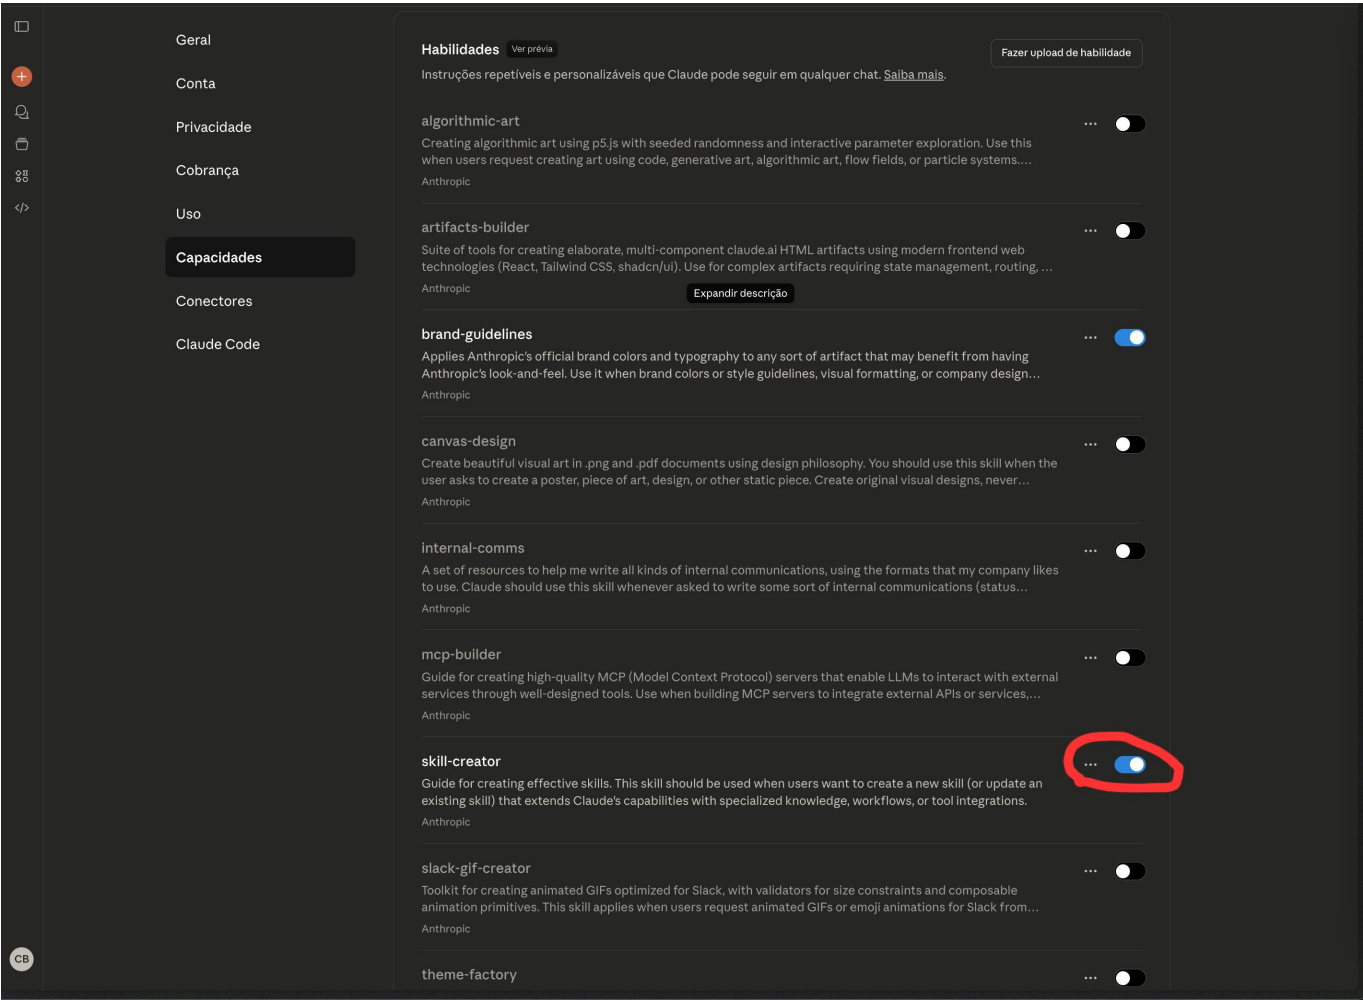 Geral
Conta
Privacidade
Cobrança
Uso
Capacidades
Conectores
Claude Code
Habilidades Ver prévia
Fazer upload de habilidade
Instruções repetíveis e personalizáveis que Claude pode seguir em qualquer chat. Saiba mais.
algorithmic-art
Creating algorithmic art using p5.js with seeded randomness and interactive parameter exploration. Use this
when users request creating art using code, generative art, algorithmic art, flow fields, or particle systems....
Anthropic
artifacts-builder
Suite of tools for creating elaborate, multi-component claude.ai HTML artifacts using modern frontend web
technologies (React, Tailwind CSS, shadcn/ui). Use for complex artifacts requiring state management, routing, ...
Anthropic
Expandir descrição
brand-guidelines
Applies Anthropic's official brand colors and typography to any sort of artifact that may benefit from having
Anthropic's look-and-feel. Use it when brand colors or style guidelines, visual formatting, or company design...
Anthropic
canvas-design
Create beautiful visual art in .png and .pdf documents using design philosophy. You should use this skill when the
user asks to create a poster, piece of art, design, or other static piece. Create original visual designs, never...
Anthropic
internal-comms
A set of resources to help me write all kinds of internal communications, using the formats that my company likes
to use. Claude should use this skill whenever asked to write some sort of internal communications (status...
Anthropic
mcp-builder
Guide for creating high-quality MCP (Model Context Protocol) servers that enable LLMs to interact with external
services through well-designed tools. Use when building MCP servers to integrate external APIs or services,...
Anthropic
skill-creator
Guide for creating effective skills. This skill should be used when users want to create a new skill (or update an
existing skill) that extends Claude's capabilities with specialized knowledge, workflows, or tool integrations.
Anthropic
slack-gif-creator
Toolkit for creating animated GIFs optimized for Slack, with validators for size constraints and composable
animation primitives. This skill applies when users request animated GIFs or emoji animations for Slack from...
Anthropic
theme-factory
CB